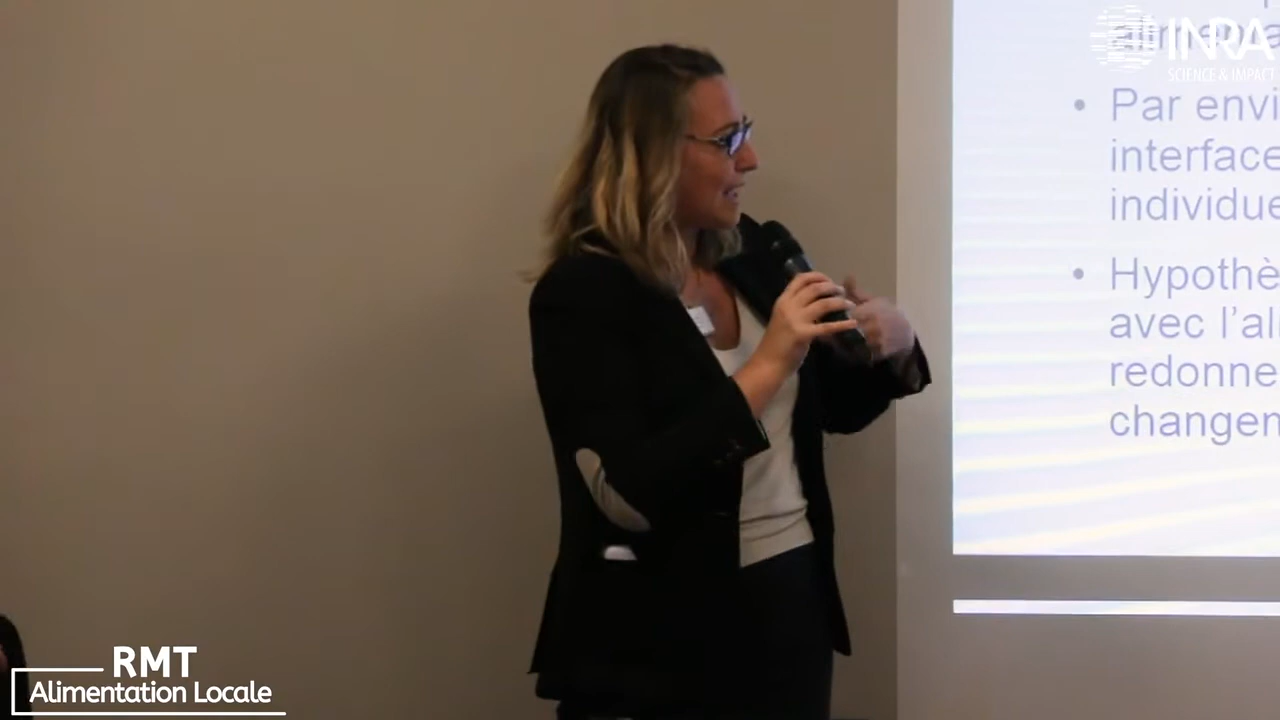 INRA
SCIENCE & IMPACT
• Par envi
interface
individue
• Hypothè
avec l'al
redonne
changem
RMT
Alimentation Locale